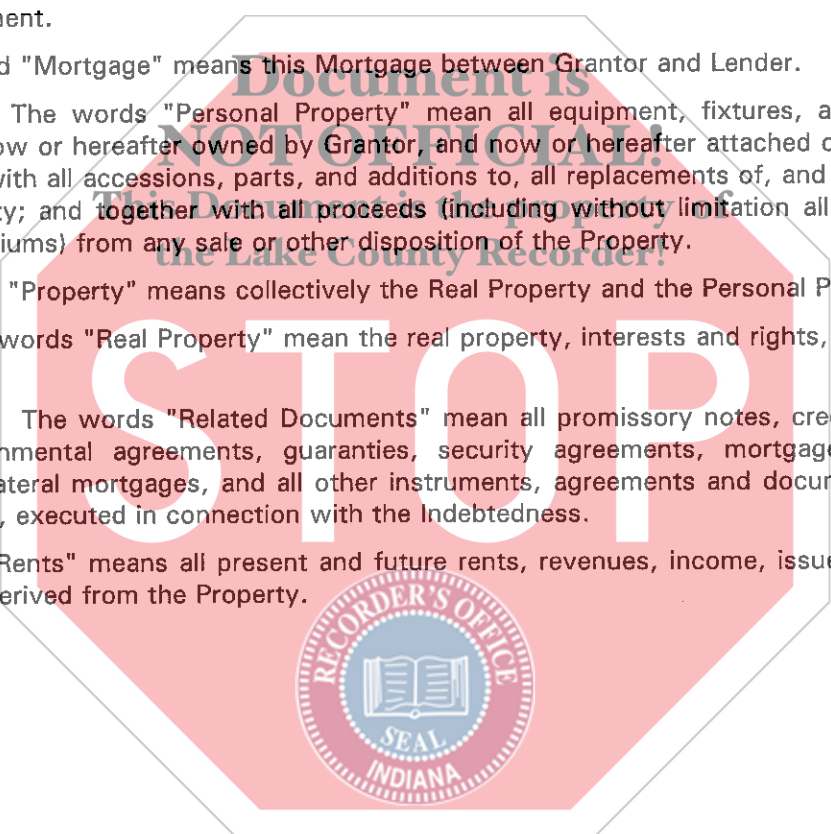 ent.
d "Mortgage" means this Mortgage between Grantor and Lender.
Document is
The words "Personal Property" mean all equipment, fixtures, a
ow or hereafter owned by Grantor, and now or hereafter attached o
NOT OFFICIAL!
with all accessions, parts, and additions to, all replacements of, and
ty; and together with all proceeds (including without limitation all
This Document is the property of
iums) from any sale or other disposition of the Property.
the Lake County Recorder!
"Property" means collectively the Real Property and the Personal P
words "Real Property" mean the real property, interests and rights,
STOP
The words "Related Documents" mean all promissory notes, cre
nmental agreements, guaranties, security agreements, mortgage
ateral mortgages, and all other instruments, agreements and docu
, executed in connection with the Indebtedness.
Rents" means all present and future rents, revenues, income, issue
erived from the Property.
RECORDER'S OFFICE
SEAL
INDIANA